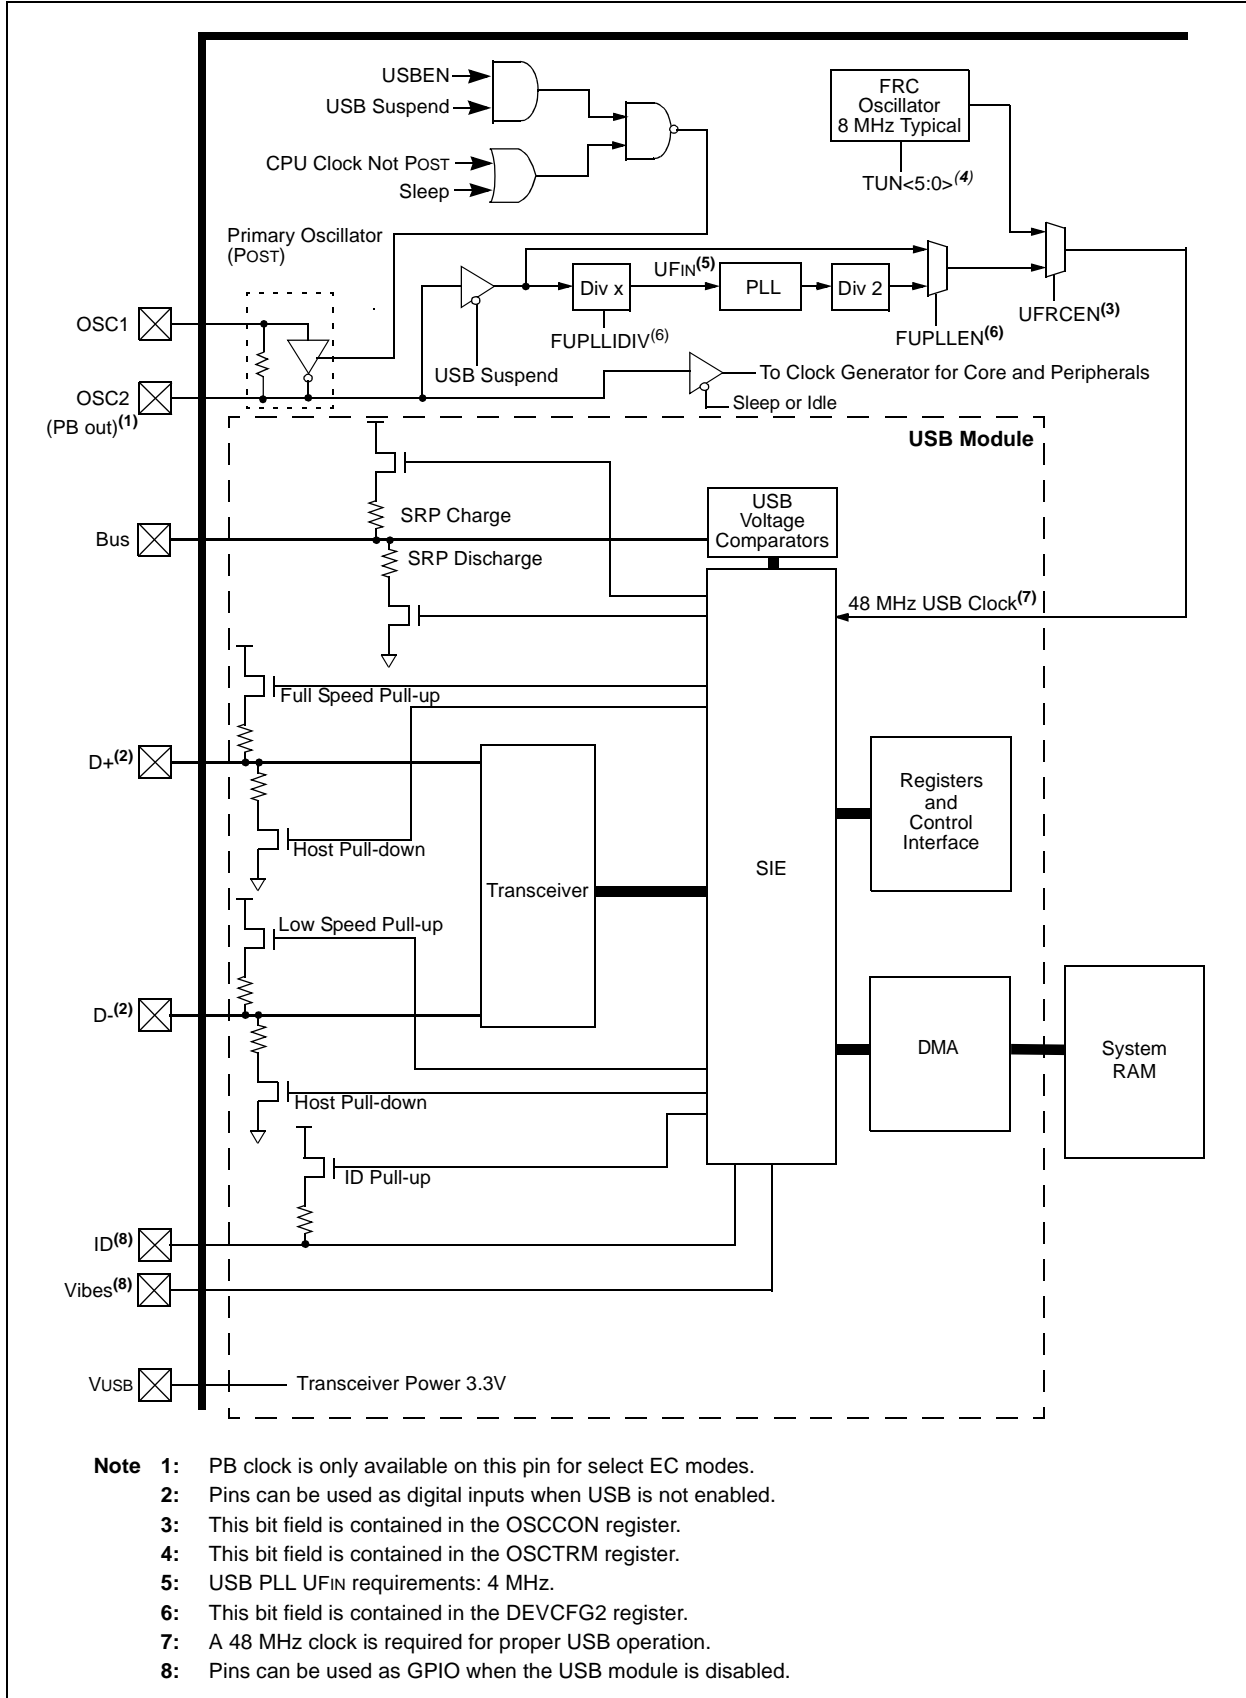 USBEN
USB Suspend
CPU Clock Not POST
Sleep
FRC
Oscillator
8 MHz Typical
TUN<5:0>(4)
Primary Oscillator
(POST)
UFIN(5)
Div x
PLL
Div 2
UFRCEN(3)
FUPLLIDIV(6)
FUPLLEN(6)
OSC1
USB Suspend
To Clock Generator for Core and Peripherals
OSC2
(PB out)(1)
Sleep or Idle
USB Module
USB
Voltage
Comparators
SRP Charge
Bus
SRP Discharge
48 MHz USB Clock(7)
Full Speed Pull-up
D+(2)
Registers
and
Control
Interface
Host Pull-down
SIE
Transceiver
Low Speed Pull-up
D-(2)
DMA
System
RAM
Host Pull-down
ID Pull-up
ID(8)
Vibes(8)
VUSB
Transceiver Power 3.3V
Note 1: PB clock is only available on this pin for select EC modes.
2: Pins can be used as digital inputs when USB is not enabled.
3: This bit field is contained in the OSCCON register.
4: This bit field is contained in the OSCTRM register.
5: USB PLL UFIN requirements: 4 MHz.
6: This bit field is contained in the DEVCFG2 register.
7: A 48 MHz clock is required for proper USB operation.
8: Pins can be used as GPIO when the USB module is disabled.